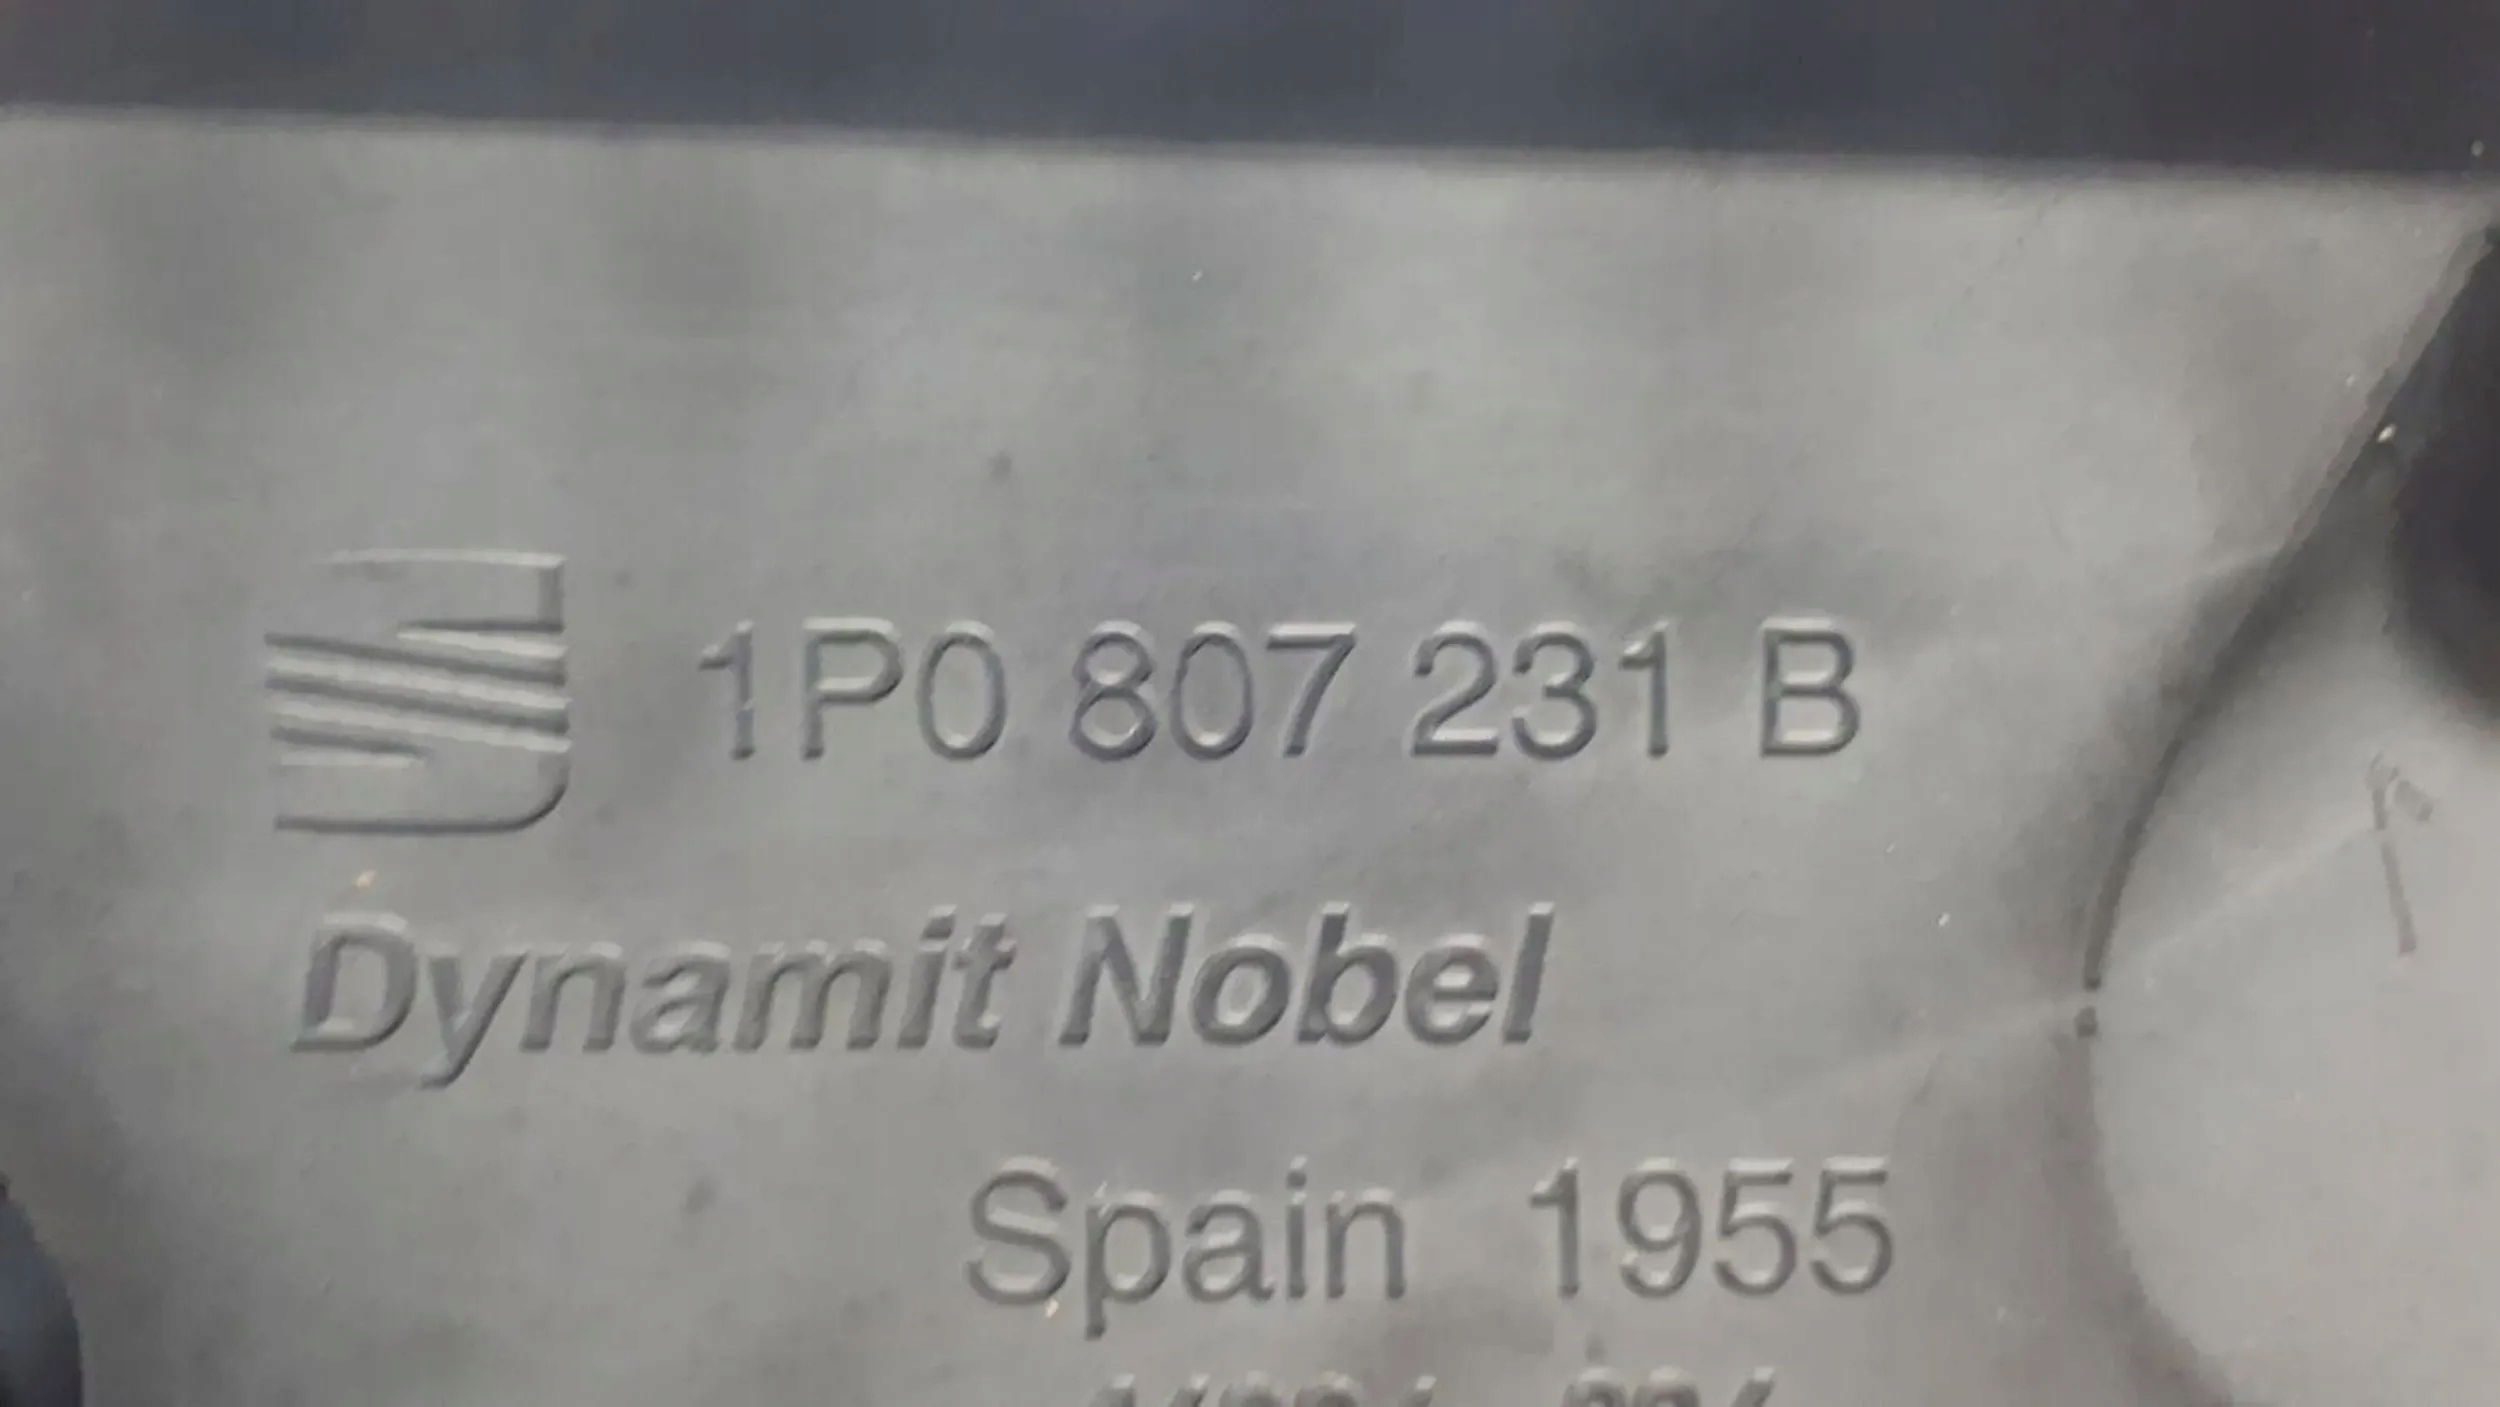 1P0 807 231 B
Dynamit Nobel
Spain 1955